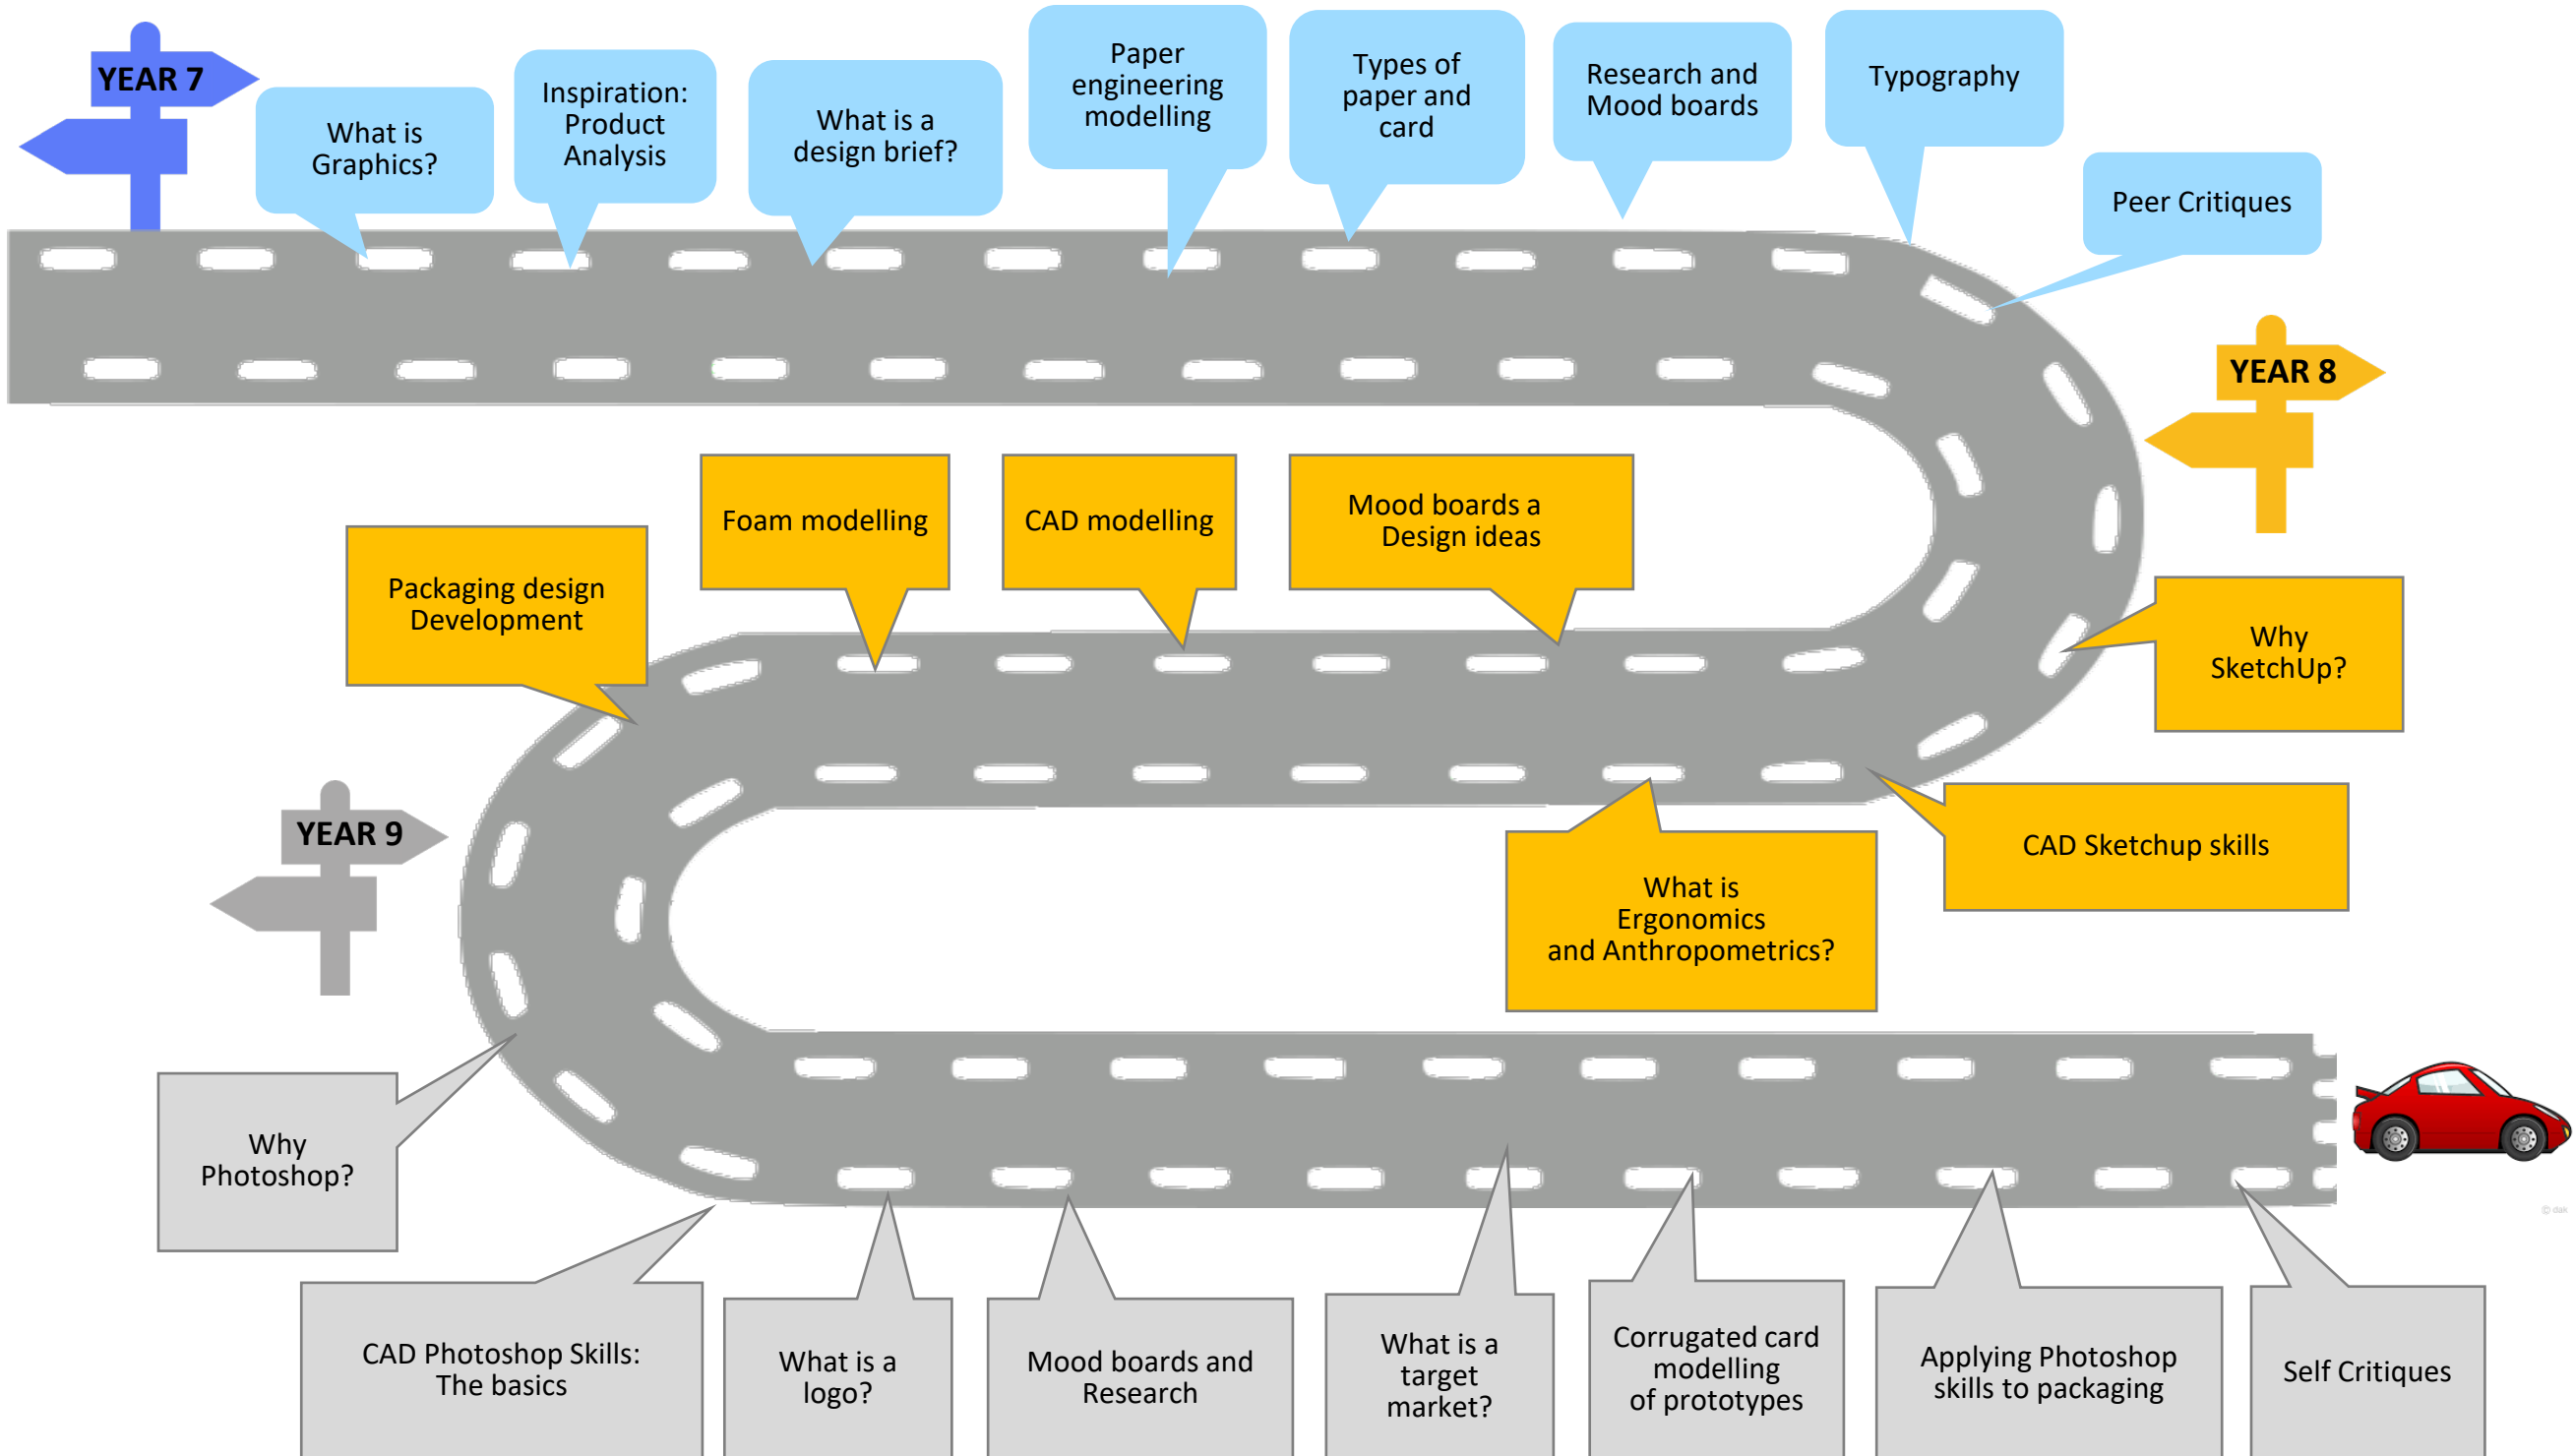 YEAR 7
What is
Graphics?
Inspiration:
Product
Analysis
What is a
design brief?
Paper
engineering
modelling
Types of
paper and
card
Research and
Mood boards
Typography
Peer Critiques
YEAR 8
Why
SketchUp?
CAD Sketchup skills
What is
Ergonomics
and Anthropometrics?
Mood boards a
Design ideas
CAD modelling
Foam modelling
Packaging design
Development
YEAR 9
Why
Photoshop?
CAD Photoshop Skills:
The basics
What is a
logo?
Mood boards and
Research
What is a
target
market?
Corrugated card
modelling
of prototypes
Applying Photoshop
skills to packaging
Self Critiques
© dak